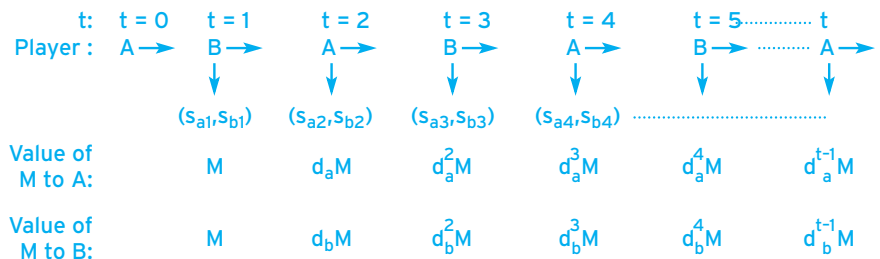 t: t = 0 t = 1 t = 2 t = 3 t = 4 t = 5 t
Player : A B A B A B A
(sa1,sb1) (sa2,sb2) (sa3,sb3) (sa4,sb4)
Value of
M to A: M daM da²M da³M da⁴M daᵗ⁻¹M
Value of
M to B: M dbM db²M db³M db⁴M dbᵗ⁻¹M